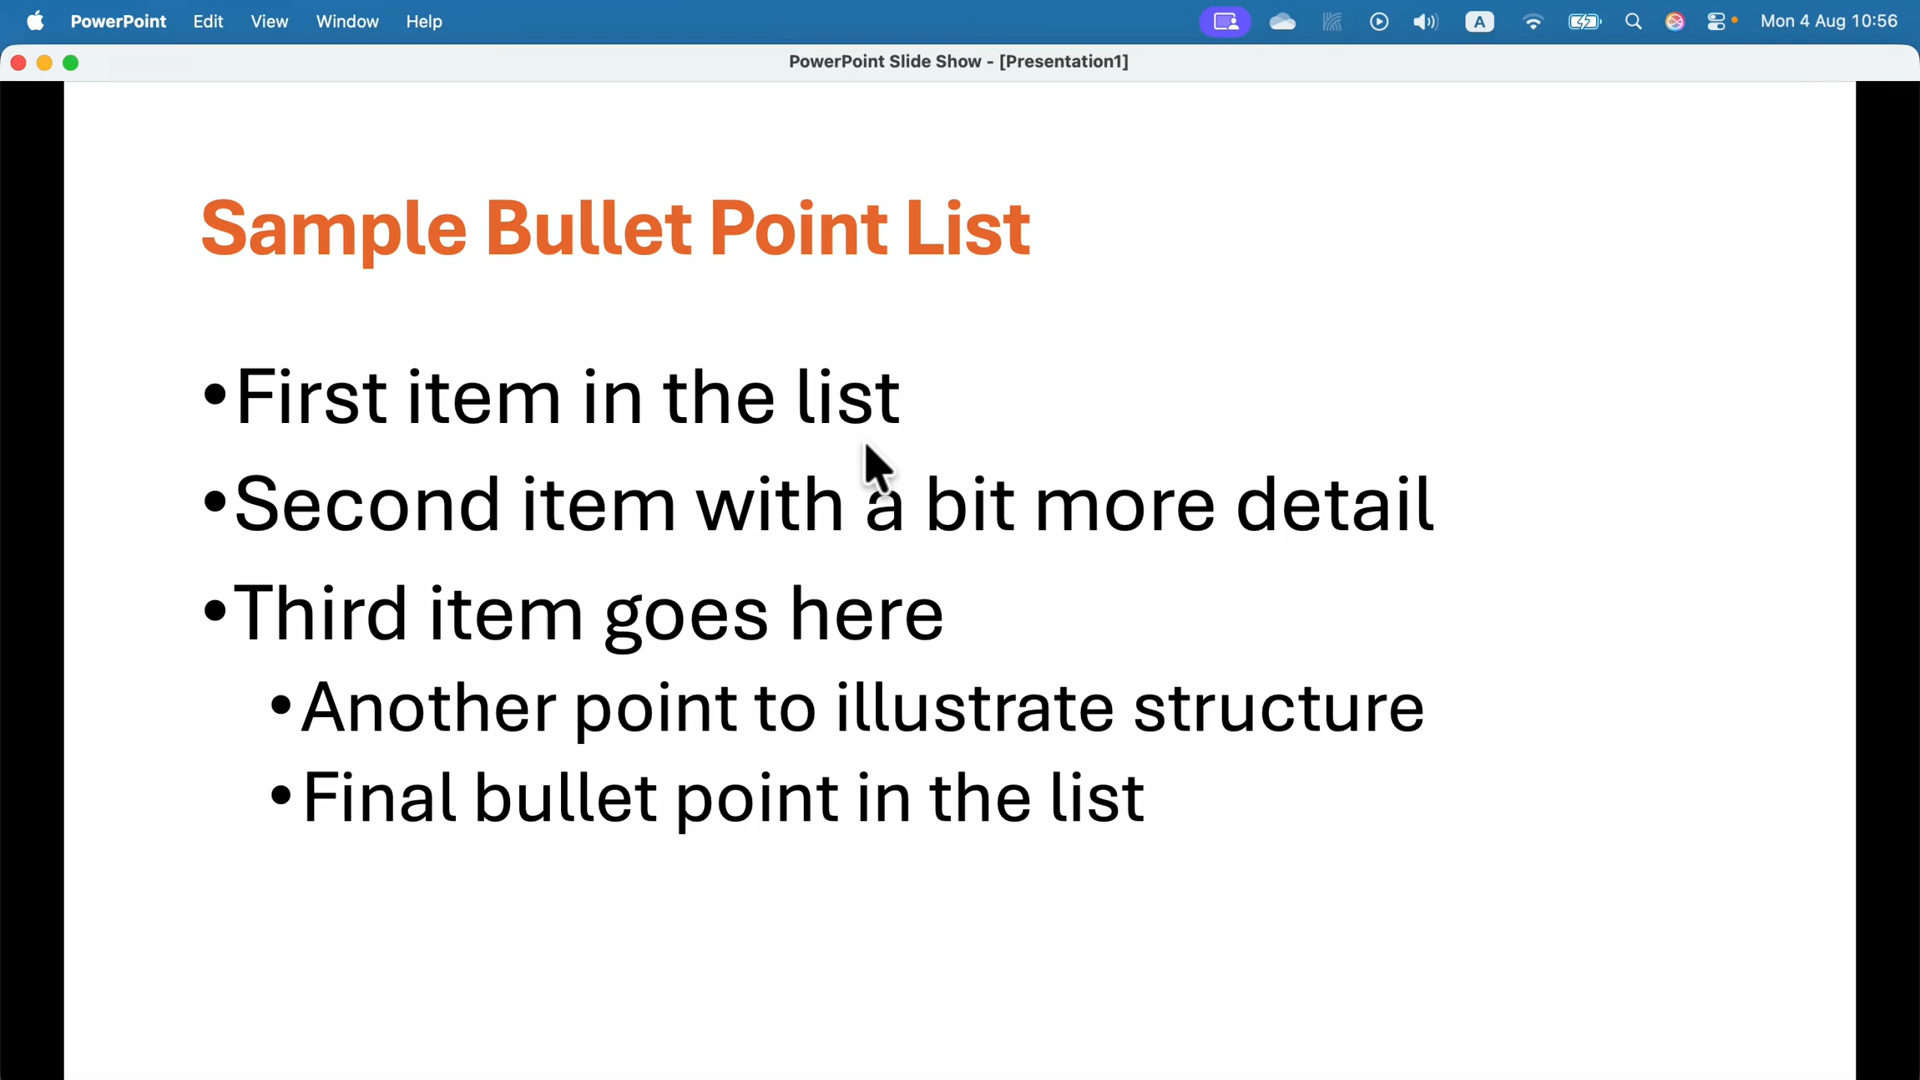 PowerPoint Edit View Window Help A Mon 4 Aug 10:56
PowerPoint Slide Show - [Presentation1]
Sample Bullet Point List
•First item in the list
•Second item with a bit more detail
•Third item goes here
•Another point to illustrate structure
•Final bullet point in the list